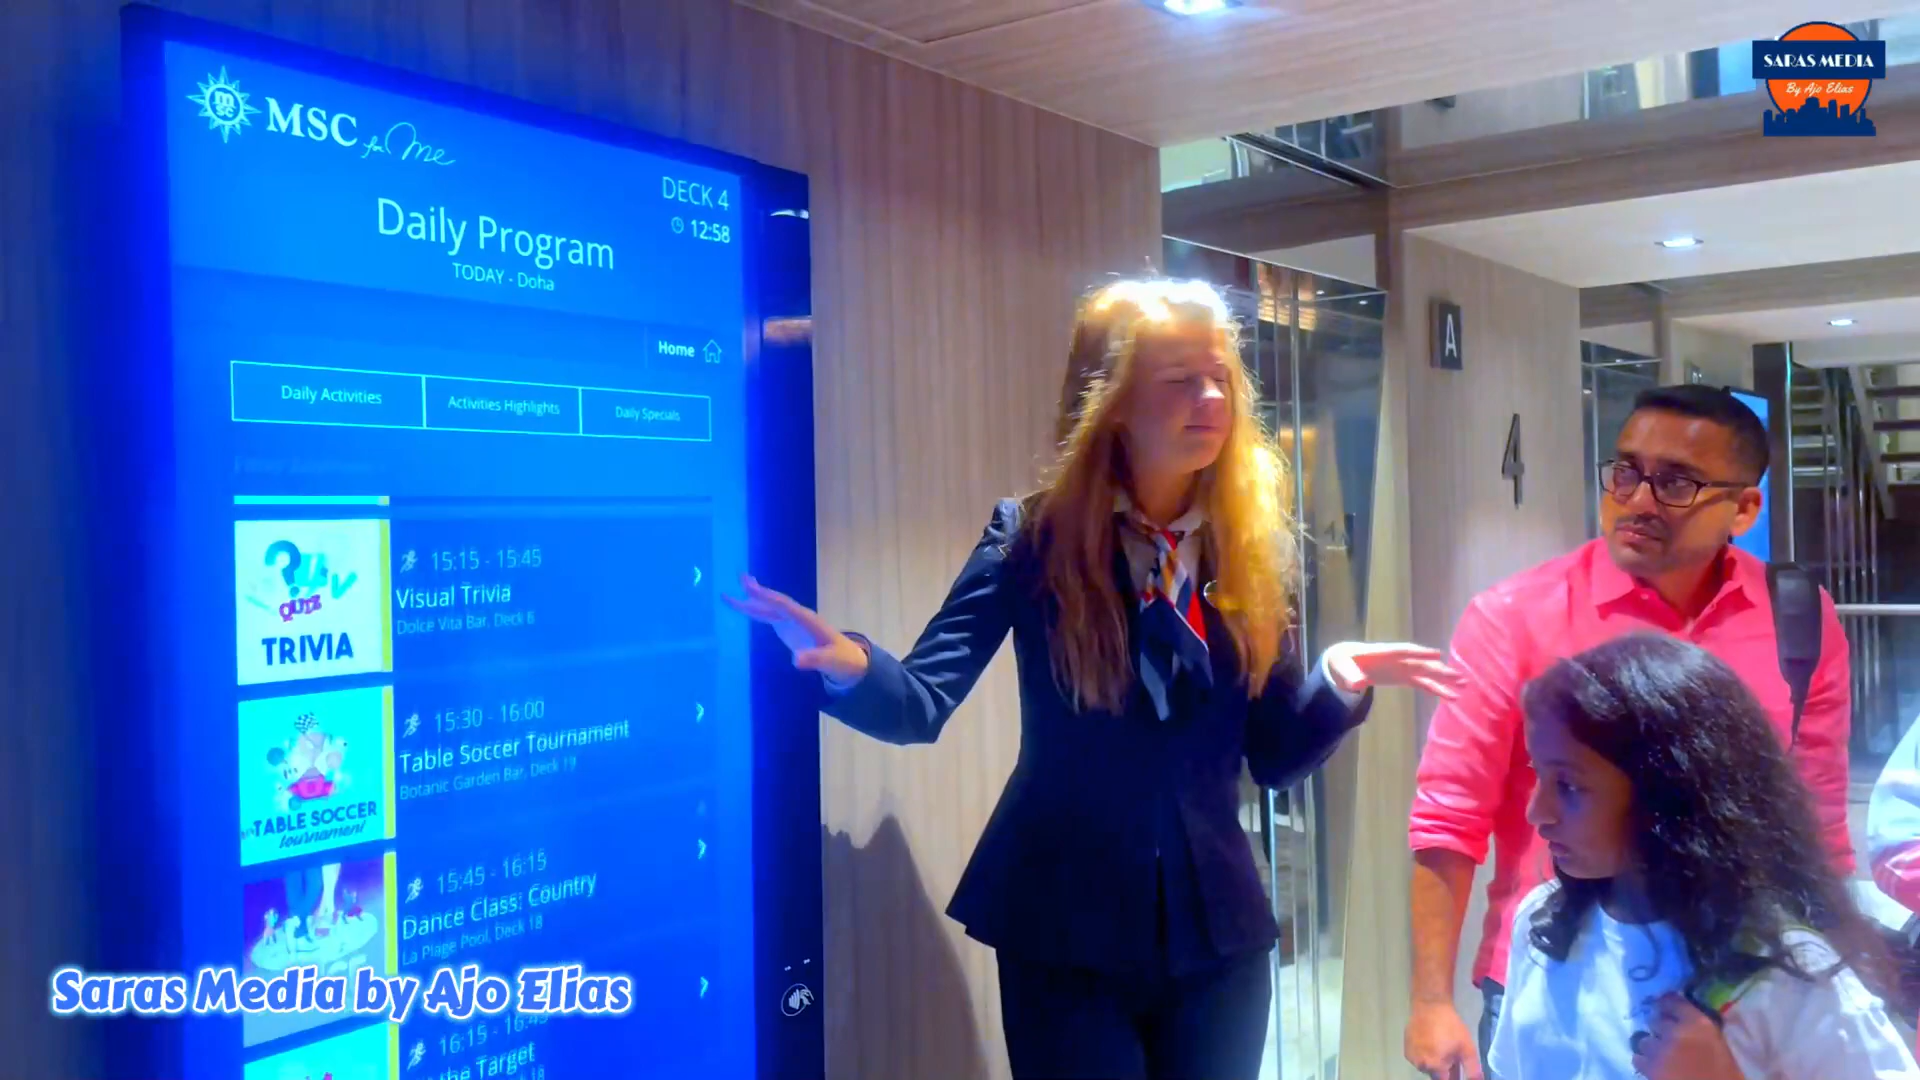 MSC for Me
DECK 4
12:58
Daily Program
TODAY - Doha
Home
Daily Activities
Activities Highlights
Daily Specials
15:15 - 15:45
Visual Trivia
Dolce Vita Bar, Deck 6
QUIZ
TRIVIA
15:30 - 16:00
Table Soccer Tournament
Botanic Garden Bar, Deck 19
TABLE SOCCER
tournament
15:45 - 16:15
Dance Class: Country
La Plage Pool, Deck 18
16:15 - 16:45
the Target
A
4
SARAS MEDIA
By Ajo Elias
Saras Media by Ajo Elias